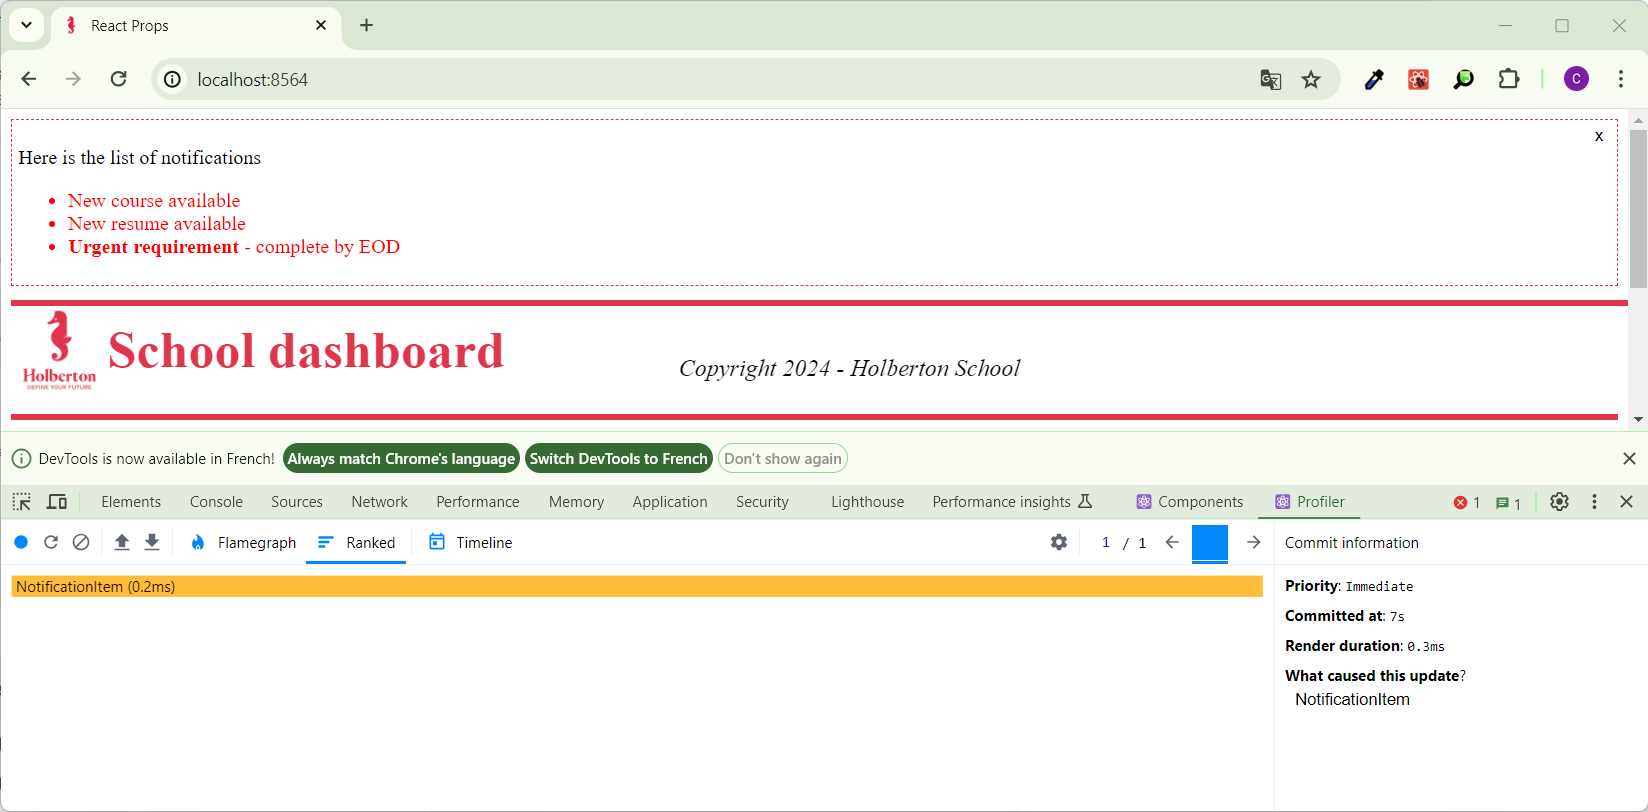 React Props
localhost:8564
C
x
Here is the list of notifications
New course available
New resume available
Urgent requirement - complete by EOD
Holberton
DEFINE YOUR FUTURE
School dashboard
Copyright 2024 - Holberton School
DevTools is now available in French! Always match Chrome's language Switch DevTools to French Don't show again
Elements Console Sources Network Performance Memory Application Security Lighthouse Performance insights Components Profiler 1 1
Flamegraph Ranked Timeline 1 / 1 Commit information
NotificationItem (0.2ms)
Priority: Immediate
Committed at: 7s
Render duration: 0.3ms
What caused this update?
NotificationItem